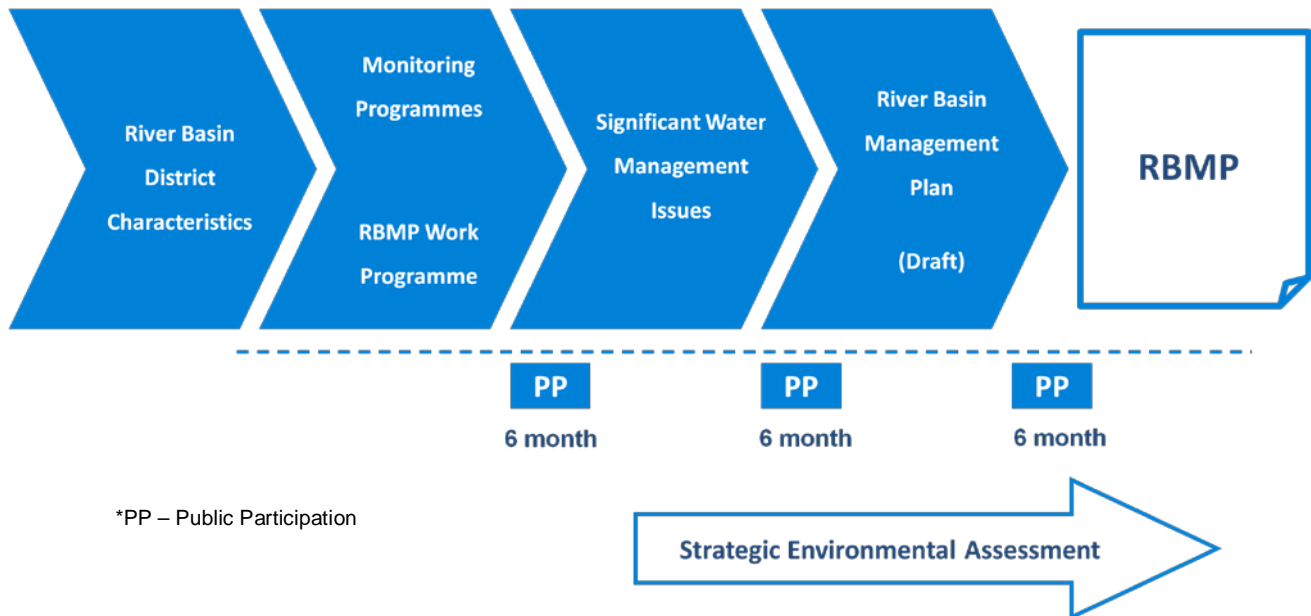 River Basin
District
Characteristics
Monitoring
Programmes
RBMP Work
Programme
Significant Water
Management
Issues
River Basin
Management
Plan
(Draft)
RBMP
PP
6 month
PP
6 month
PP
6 month
*PP – Public Participation
Strategic Environmental Assessment